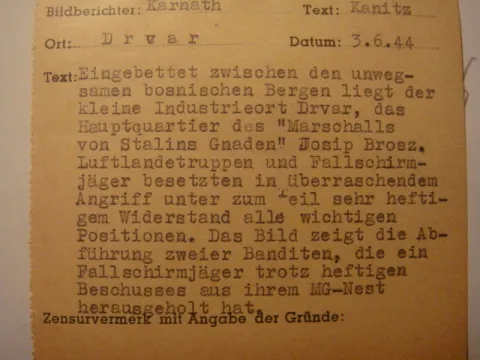 Bildberichter: Karnath Text: Kanitz
Ort: Drvar Datum: 3.6.44
Text: Eingebettet zwischen den unweg-
samen bosnischen Bergen liegt der
kleine Industrieort Drvar, das
Hauptquartier des "Marschalls
von Stalins Gnaden" Josip Brosz.
Luftlandetruppen und Fallschirm-
jäger besetzten in überraschendem
Angriff unter zum Teil sehr hefti-
gem Widerstand alle wichtigen
Positionen. Das Bild zeigt die Ab-
führung zweier Banditen, die ein
Fallschirmjäger trotz heftigen
Beschusses aus ihrem MG-Nest
herausgeholt hat.
Zensurvermerk mit Angabe der Gründe: